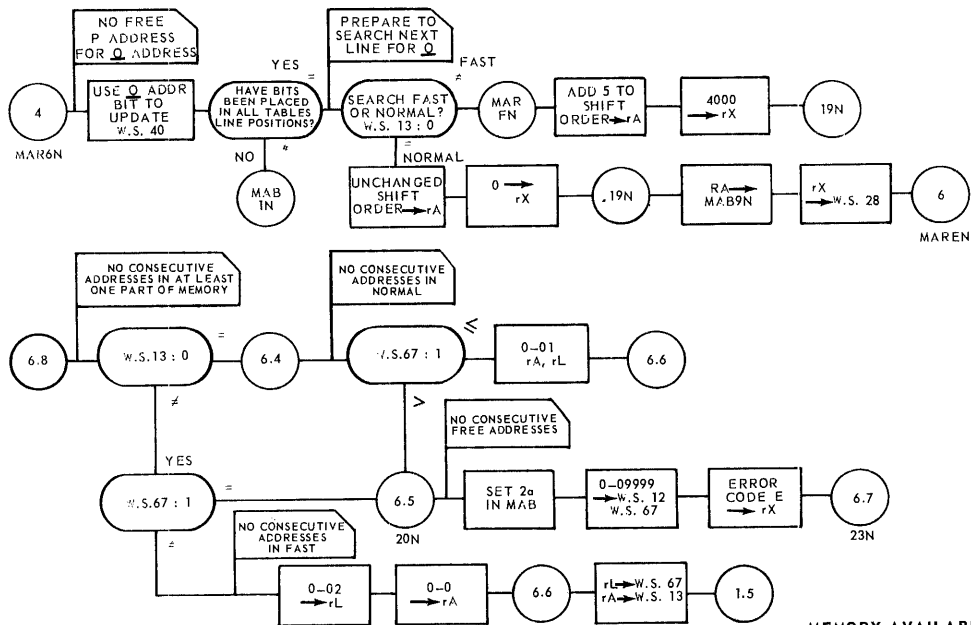 NO FREE
P ADDRESS
FOR O ADDRESS
4
MAR6N
USE O ADDR
BIT TO
UPDATE
W.S. 40
HAVE BITS
BEEN PLACED
IN ALL TABLES
LINE POSITIONS?
YES
=
NO
≠
MAB
1N
PREPARE TO
SEARCH NEXT
LINE FOR O
SEARCH FAST
OR NORMAL?
W.S. 13 : 0
≠
FAST
MAR
FN
ADD 5 TO
SHIFT
ORDER→rA
4000
→rX
19N
=
NORMAL
UNCHANGED
SHIFT
ORDER→rA
0 →
rX
.19N
RA→
MAB9N
rX
→W.S. 28
6
MAREN
NO CONSECUTIVE
ADDRESSES IN AT LEAST
ONE PART OF MEMORY
6.8
W.S.13 : 0
=
≠
YES
6.4
NO CONSECUTIVE
ADDRESSES IN
NORMAL
W.S.67 : 1
≤
>
0-01
rA, rL
6.6
W.S.67 : 1
=
≠
6.5
20N
NO CONSECUTIVE
FREE ADDRESSES
SET 2a
IN MAB
0-09999
→W.S. 12
W.S. 67
ERROR
CODE E
→ rX
6.7
23N
NO CONSECUTIVE
ADDRESSES
IN FAST
0-02
→rL
0-0
→rA
6.6
rL→W.S. 67
rA→W.S. 13
1.5